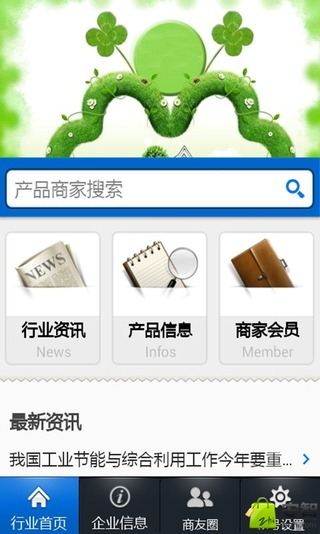 产品商家搜索
NEWS
行业资讯
News
产品信息
Infos
商家会员
Member
最新资讯
我国工业节能与综合利用工作今年要重...
行业首页
企业信息
商友圈
设置